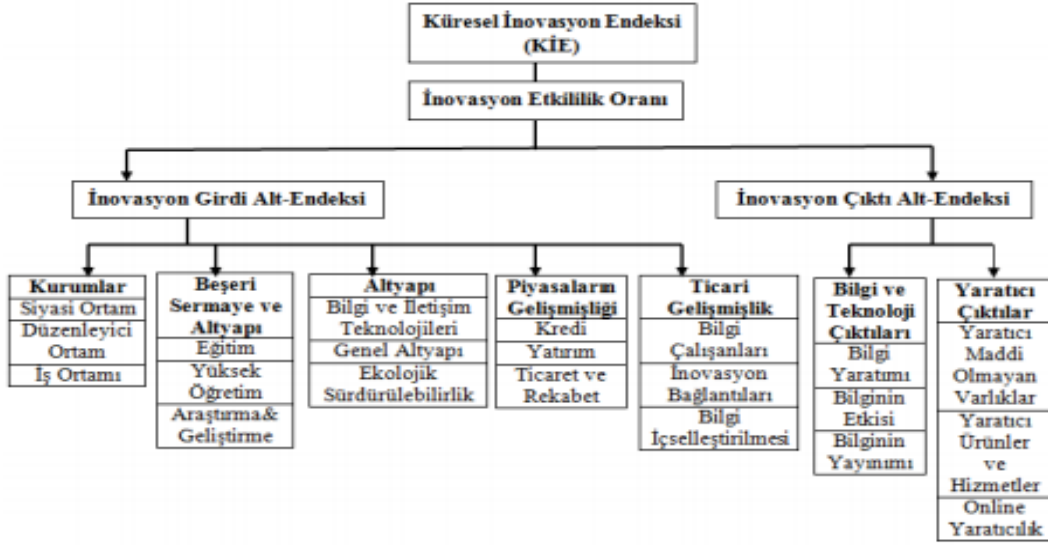 Küresel İnovasyon Endeksi
(KİE)
İnovasyon Etkililik Oranı
İnovasyon Girdi Alt-Endeksi
İnovasyon Çıktı Alt-Endeksi
Kurumlar
Siyasi Ortam
Düzenleyici
Ortam
İş Ortamı
Beşeri
Sermaye ve
Altyapı
Eğitim
Yüksek
Öğretim
Araştırma&
Geliştirme
Altyapı
Bilgi ve İletişim
Teknolojileri
Genel Altyapı
Ekolojik
Sürdürülebilirlik
Piyasaların
Gelişmişliği
Kredi
Yatırım
Ticaret ve
Rekabet
Ticari
Gelişmişlik
Bilgi
Çalışanları
İnovasyon
Bağlantıları
Bilgi
İçselleştirilmesi
Bilgi ve
Teknoloji
Çıktıları
Bilgi
Yaratımı
Bilginin
Etkisi
Bilginin
Yayınımı
Yaratıcı
Çıktılar
Yaratıcı
Maddi
Olmayan
Varlıklar
Yaratıcı
Ürünler
ve
Hizmetler
Online
Yaratıcılık